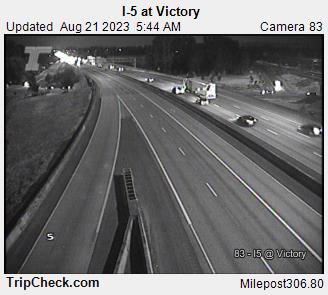 I-5 at Victory
Updated Aug 21 2023 5:44 AM Camera 83
T
S
83 - I5 @ Victory
TripCheck.com Milepost306.80